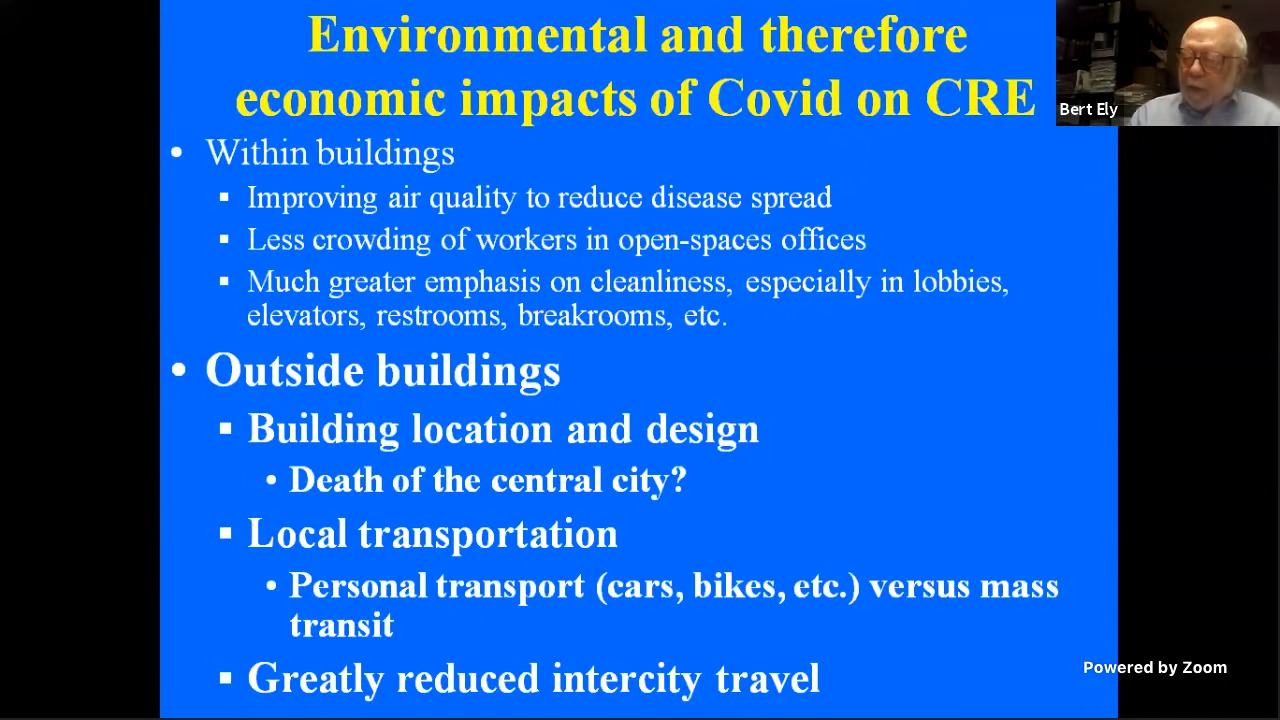 Environmental and therefore
economic impacts of Covid on CRE
Bert Ely
• Within buildings
▪ Improving air quality to reduce disease spread
▪ Less crowding of workers in open-spaces offices
▪ Much greater emphasis on cleanliness, especially in lobbies,
elevators, restrooms, breakrooms, etc.
• Outside buildings
▪ Building location and design
• Death of the central city?
▪ Local transportation
• Personal transport (cars, bikes, etc.) versus mass
transit
▪ Greatly reduced intercity travel
Powered by Zoom